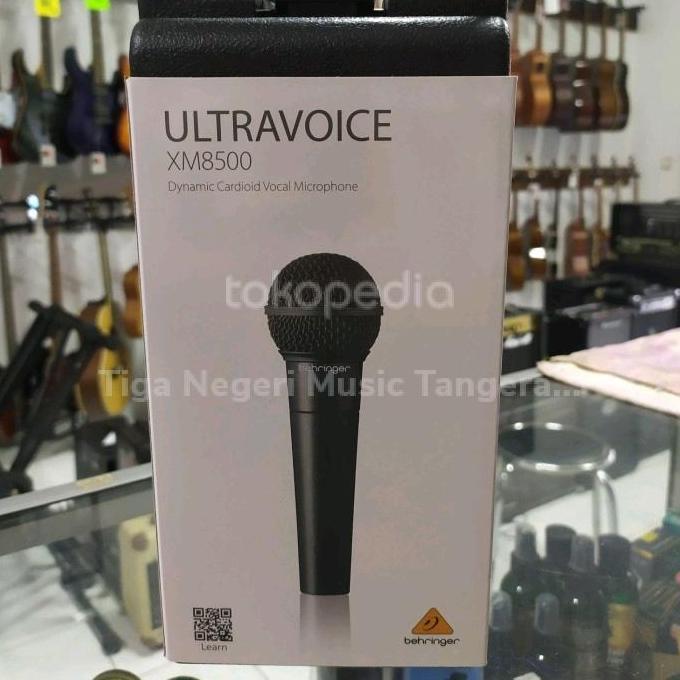 ULTRAVOICE
XM8500
Dynamic Cardioid Vocal Microphone
tokopedia
behringer
Tiga Negeri Music Tangera....
Learn
behringer